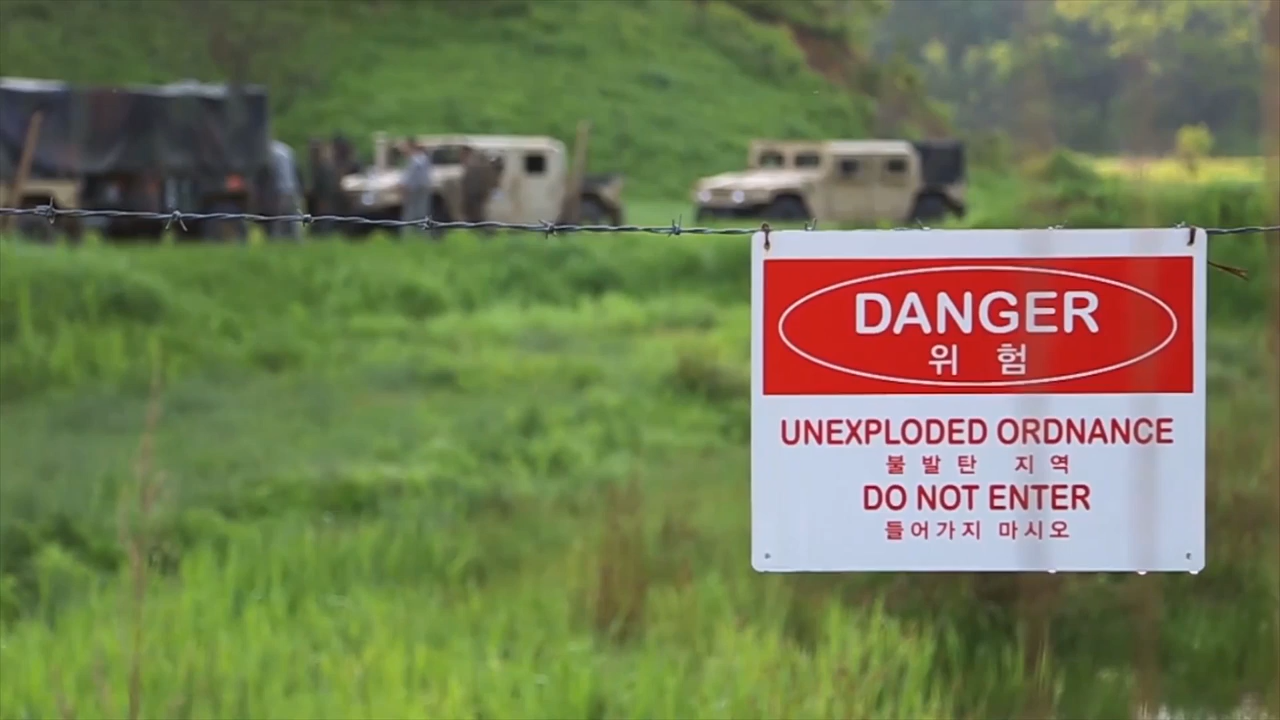 DANGER
위 험
UNEXPLODED ORDNANCE
불 발 탄 지 역
DO NOT ENTER
들어가지 마시오